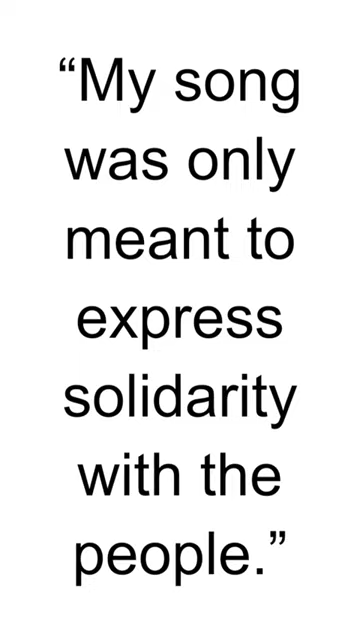 “My song
was only
meant to
express
solidarity
with the
people.”